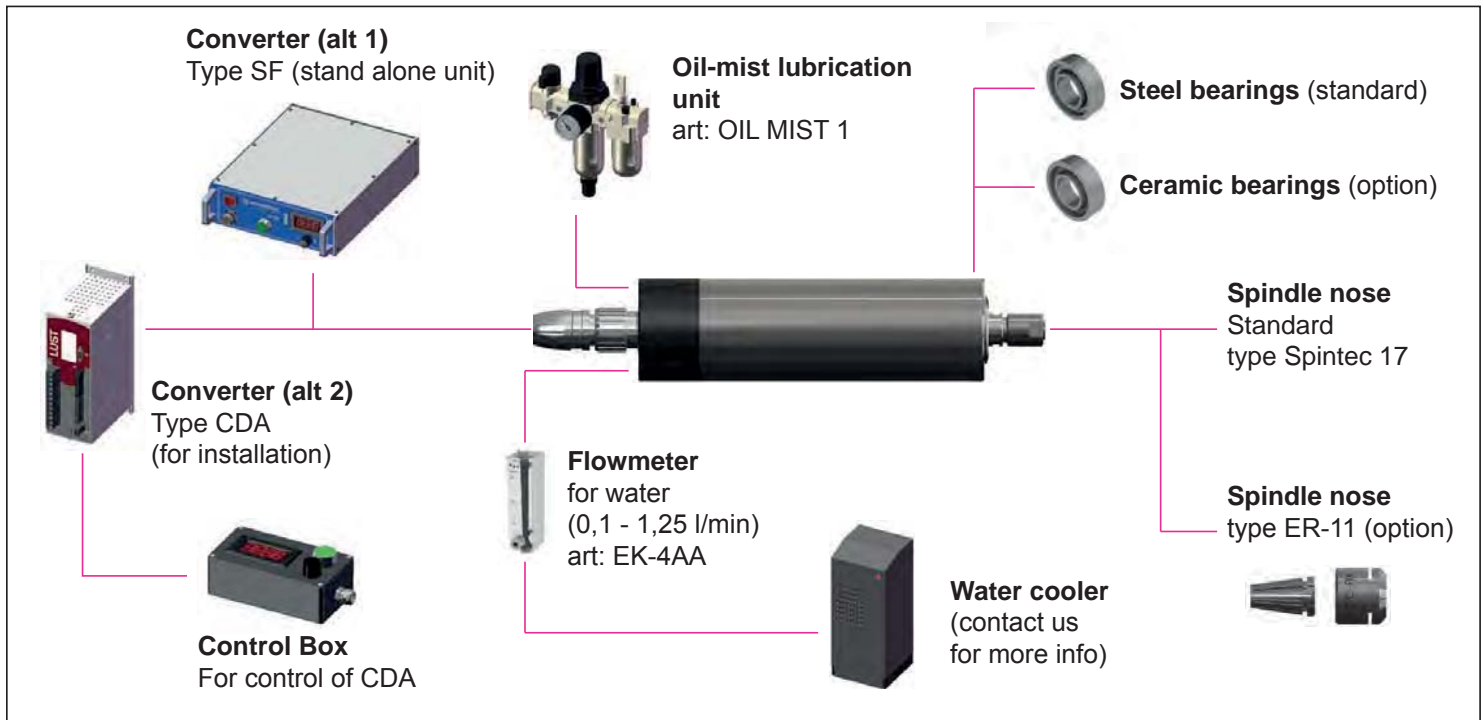 Converter (alt 1)
Type SF (stand alone unit)
Oil-mist lubrication
unit
art: OIL MIST 1
Steel bearings (standard)
Ceramic bearings (option)
LUST
Converter (alt 2)
Type CDA
(for installation)
Spindle nose
Standard
type Spintec 17
Flowmeter
for water
(0,1 - 1,25 l/min)
art: EK-4AA
Spindle nose
type ER-11 (option)
Control Box
For control of CDA
Water cooler
(contact us
for more info)